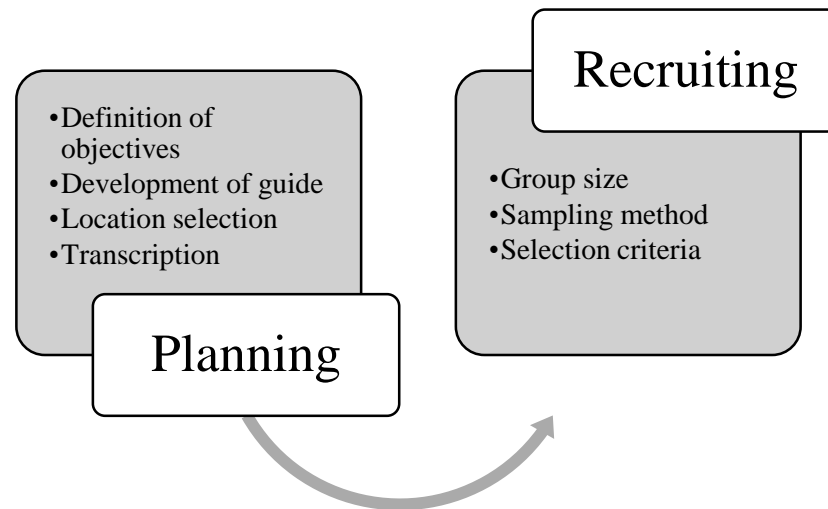 •Definition of
objectives
•Development of guide
•Location selection
•Transcription
Planning
Recruiting
•Group size
•Sampling method
•Selection criteria